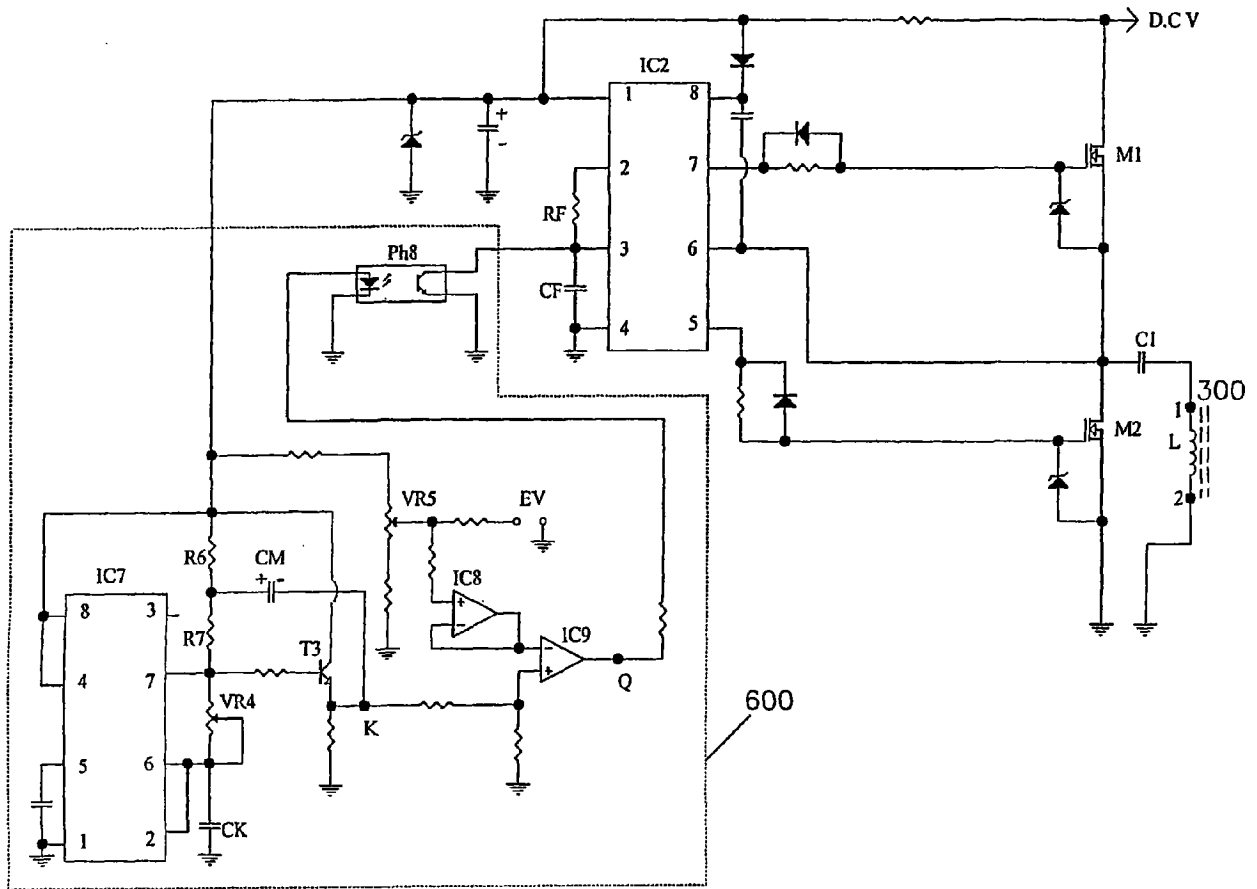 D.C V
IC2
1
8
2
7
M1
RF
3
6
Ph8
CF
4
5
C1
300
1
L
2
M2
VR5
EV
R6
CM
+
-
IC7
IC8
8
3
R7
+
-
IC9
4
7
T3
-
+
Q
VR4
600
K
5
6
1
2
CK
+
-